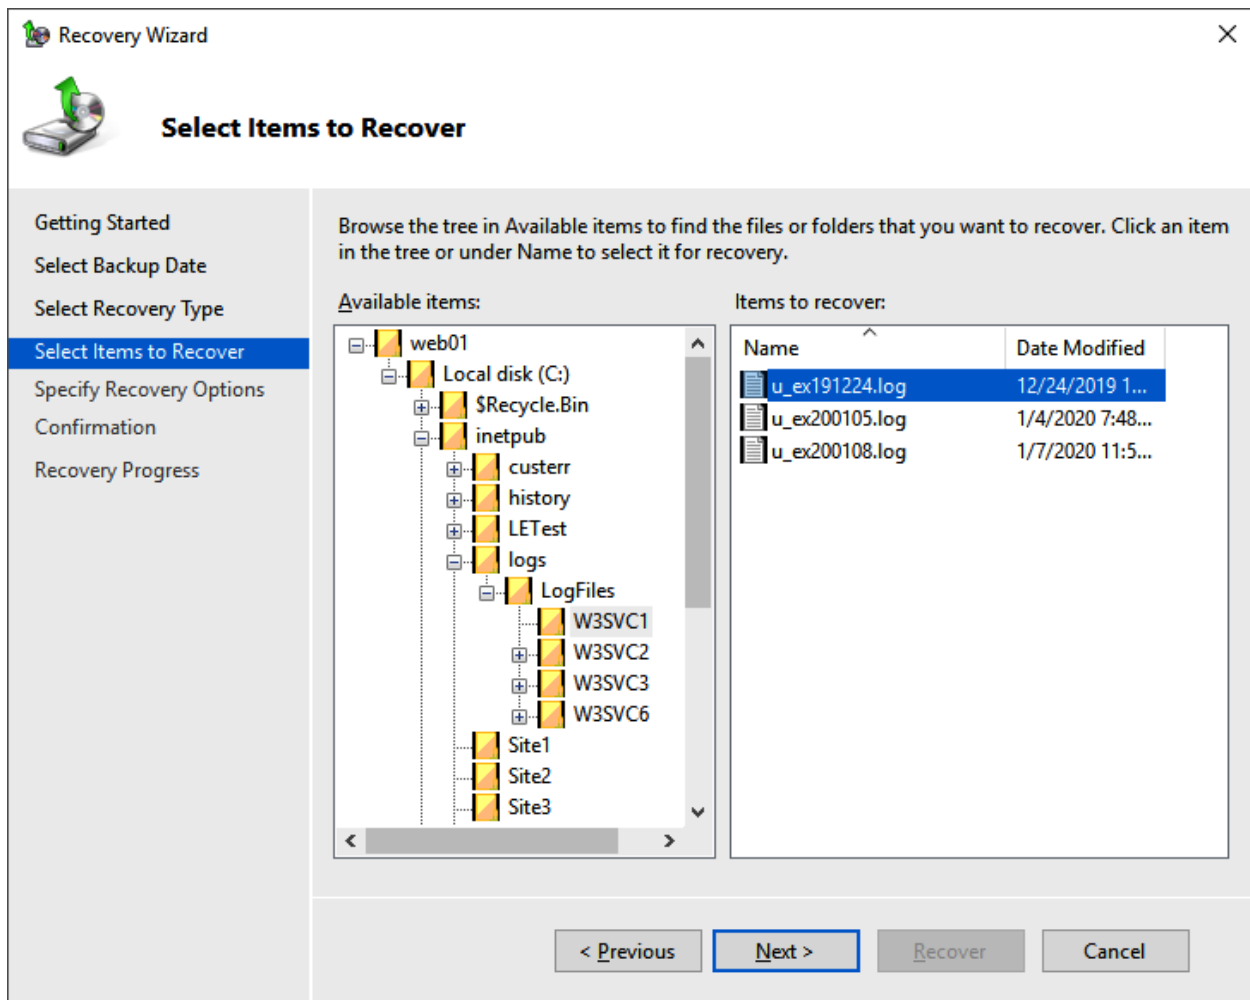 Recovery Wizard
Select Items to Recover
Getting Started
Select Backup Date
Select Recovery Type
Select Items to Recover
Specify Recovery Options
Confirmation
Recovery Progress
Browse the tree in Available items to find the files or folders that you want to recover. Click an item
in the tree or under Name to select it for recovery.
Available items:
web01
Local disk (C:)
$Recycle.Bin
inetpub
custerr
history
LETest
logs
LogFiles
W3SVC1
W3SVC2
W3SVC3
W3SVC6
Site1
Site2
Site3
Items to recover:
Name Date Modified
u_ex191224.log 12/24/2019 1...
u_ex200105.log 1/4/2020 7:48...
u_ex200108.log 1/7/2020 11:5...
< Previous Next > Recover Cancel